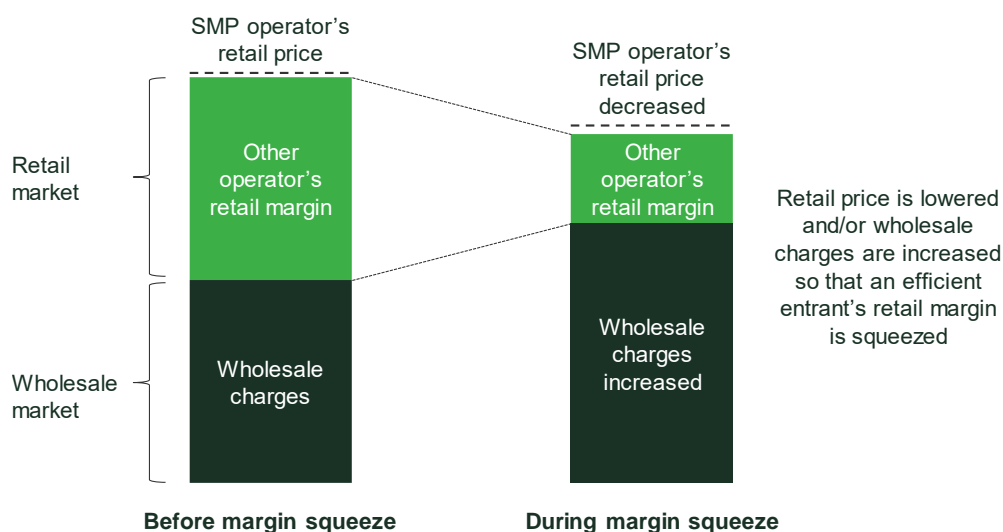 SMP operator’s
retail price
SMP operator’s
retail price
decreased
Retail
market
Other
operator’s
retail margin
Other
operator’s
retail margin
Retail price is lowered
and/or wholesale
charges are increased
so that an efficient
entrant’s retail margin
is squeezed
Wholesale
market
Wholesale
charges
Wholesale
charges
increased
Before margin squeeze
During margin squeeze